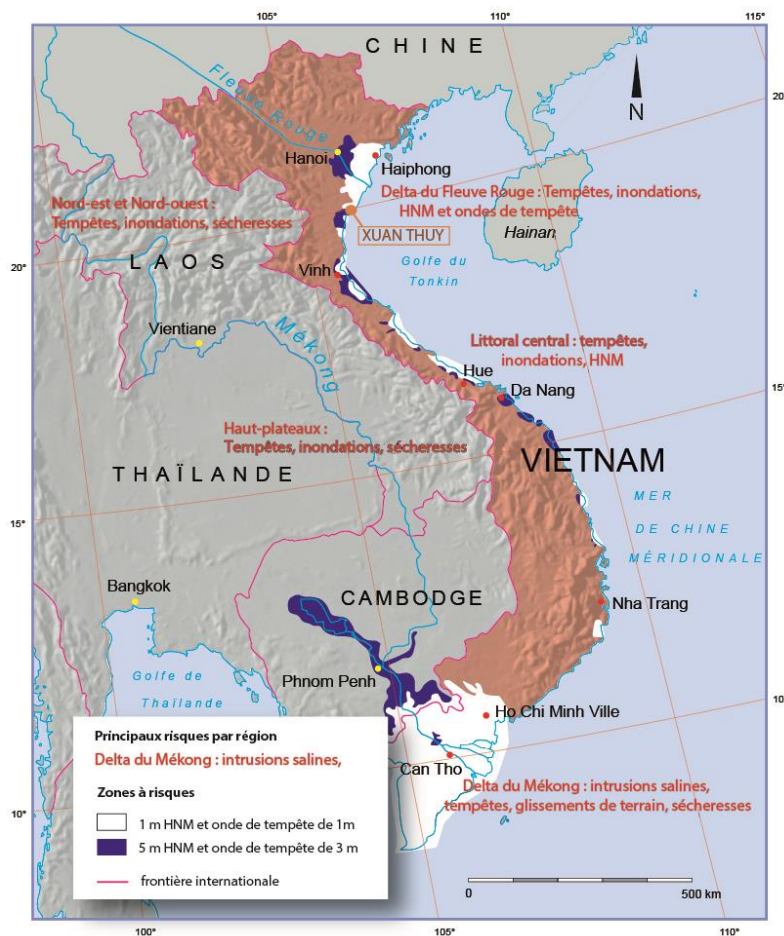 105°
110°
115°
CHINE
Fleuve Rouge
20°
N
Hanoi
Haiphong
Nord-est et Nord-ouest :
Tempêtes, inondations, sécheresses
Delta du Fleuve Rouge : Tempêtes, inondations,
HNM et ondes de tempête
XUAN THUY
Hainan
20°
LAOS
Golfe du
Tonkin
Vinh
Vientiane
Mékong
Littoral central : tempêtes,
inondations, HNM
Hue
Da Nang
15°
Haut-plateaux :
Tempêtes, inondations, sécheresses
THAÏLANDE
VIETNAM
MER
DE CHINE
MÉRIDIONALE
15°
Bangkok
CAMBODGE
Nha Trang
Golfe de
Thaïlande
Phnom Penh
10°
Ho Chi Minh Ville
Principaux risques par région
Delta du Mékong : intrusions salines,
Zones à risques
1 m HNM et onde de tempête de 1m
5 m HNM et onde de tempête de 3 m
frontière internationale
Can Tho
Delta du Mékong : intrusions salines,
tempêtes, glissements de terrain, sécheresses
10°
0
500 km
100°
105°
110°